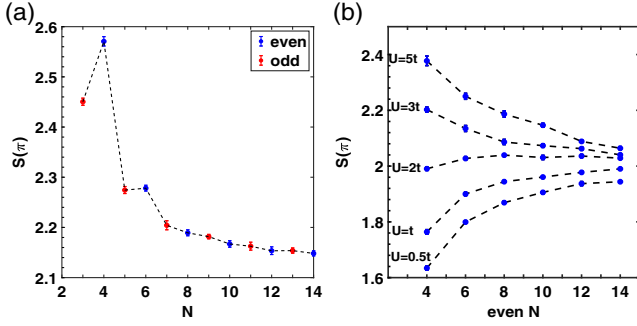 (a)
S(π)
2.6
2.5
2.4
2.3
2.2
2.1
even
odd
2 4 6 8 10 12 14
N
(b)
S(π)
2.4
2.2
2
1.8
1.6
U=5t
U=3t
U=2t
U=t
U=0.5t
4 6 8 10 12 14
even N